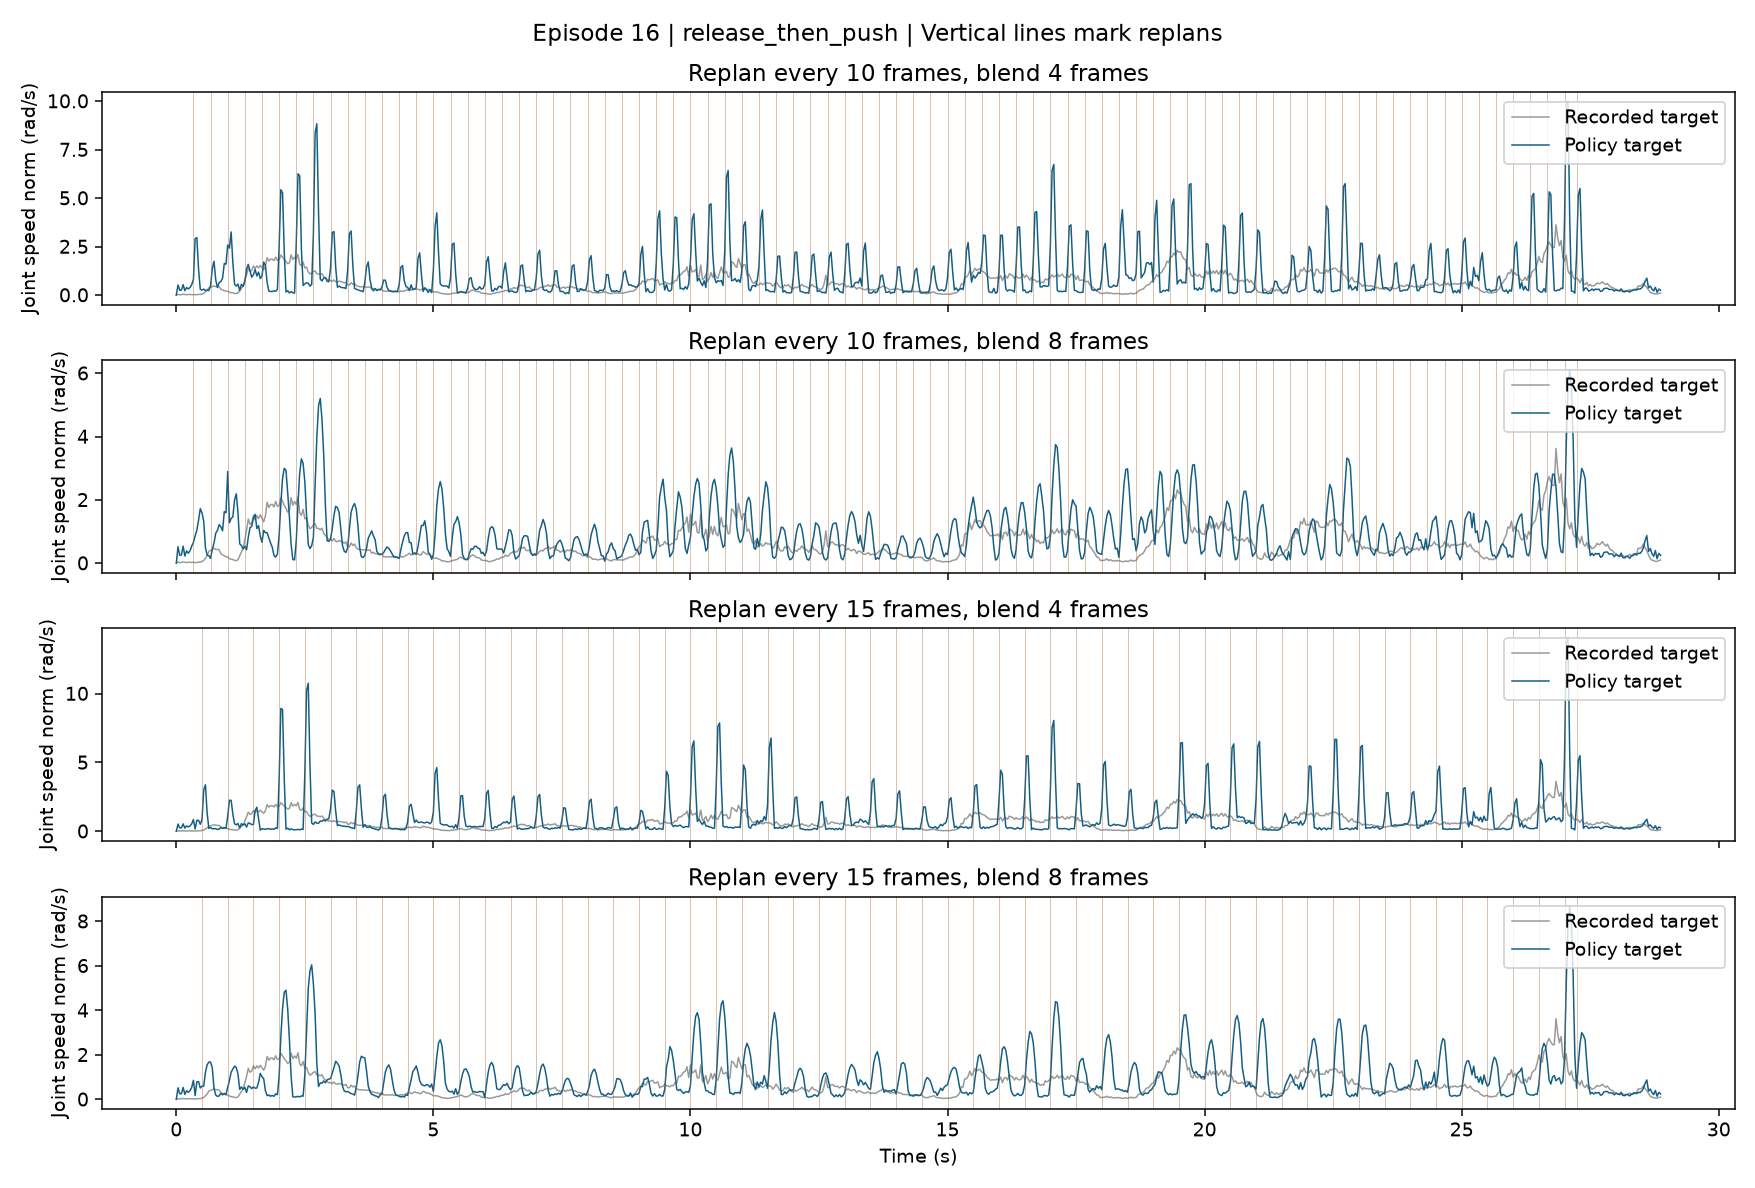 Episode 16 | release_then_push | Vertical lines mark replans
Replan every 10 frames, blend 4 frames
Joint speed norm (rad/s)
10.0
7.5
5.0
2.5
0.0
Recorded target
Policy target
Replan every 10 frames, blend 8 frames
Joint speed norm (rad/s)
6
4
2
0
Recorded target
Policy target
Replan every 15 frames, blend 4 frames
Joint speed norm (rad/s)
10
5
0
Recorded target
Policy target
Replan every 15 frames, blend 8 frames
Joint speed norm (rad/s)
8
6
4
2
0
Recorded target
Policy target
0 5 10 15 20 25 30
Time (s)